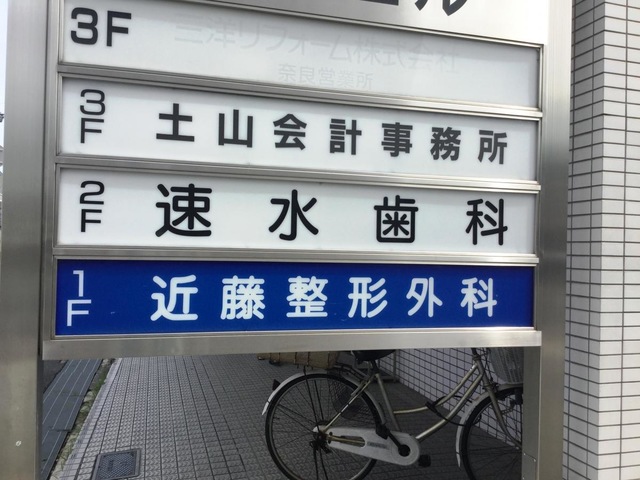 ル
3F
三洋リフォーム株式会社
奈良営業所
3F 土山会計事務所
2F 速水歯科
1F 近藤整形外科